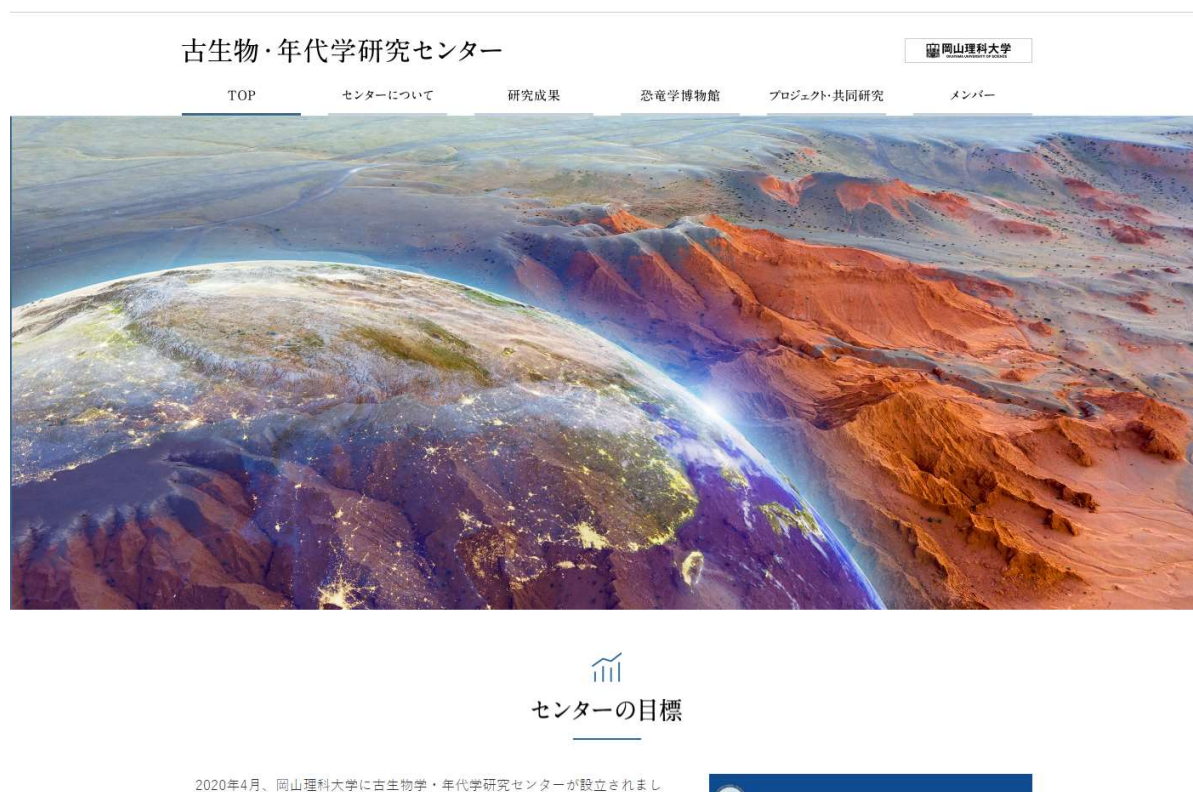 古生物・年代学研究センター
岡山理科大学
OKAYAMA UNIVERSITY OF SCIENCE
TOP
センターについて
研究成果
恐竜学博物館
プロジェクト・共同研究
メンバー
センターの目標
2020年4月、岡山理科大学に古生物学・年代学研究センターが設立されまし